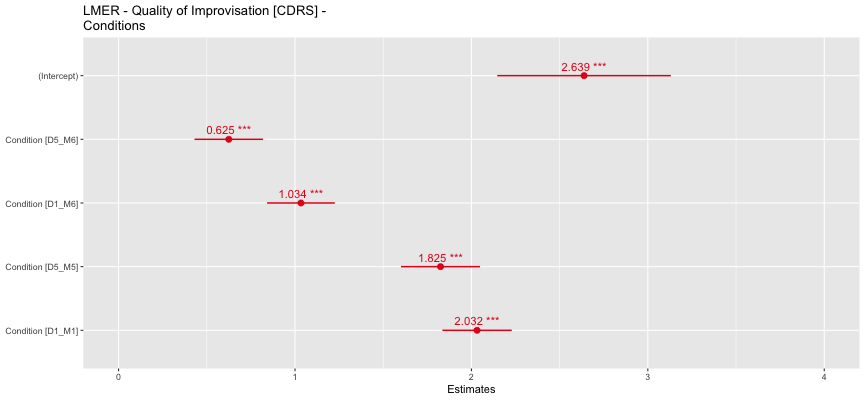 LMER - Quality of Improvisation [CDRS] -
Conditions
(Intercept)
2.639 ***
Condition [D5_M6]
0.625 ***
Condition [D1_M6]
1.034 ***
Condition [D5_M5]
1.825 ***
Condition [D1_M1]
2.032 ***
0 1 2 3 4
Estimates